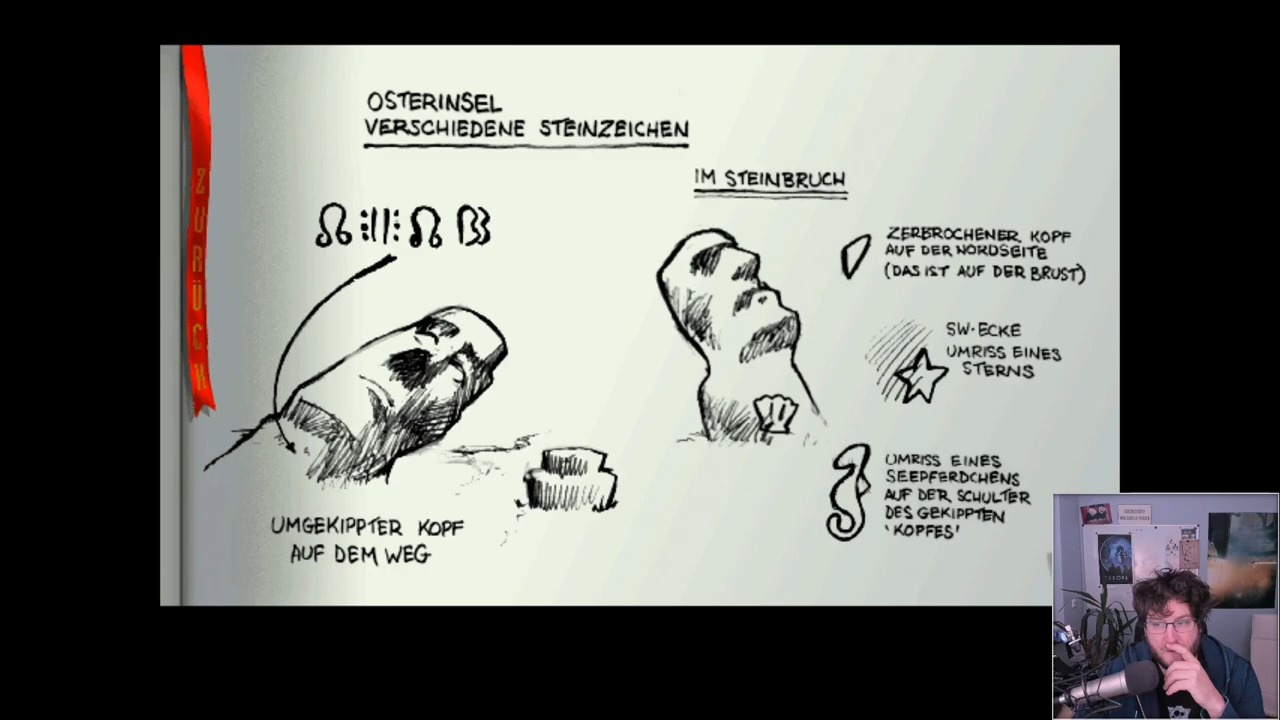 ZURÜCK
OSTERINSEL
VERSCHIEDENE STEINZEICHEN
IM STEINBRUCH
ZERBROCHENER KOPF
AUF DER NORDSEITE
(DAS IST AUF DER BRUST)
SW-ECKE
UMRISS EINES
STERNS
UMRISS EINES
SEEPFERDCHENS
AUF DER SCHULTER
DES GEKIPPTEN
'KOPFES'
UMGEKIPPTER KOPF
AUF DEM WEG
EUROPA